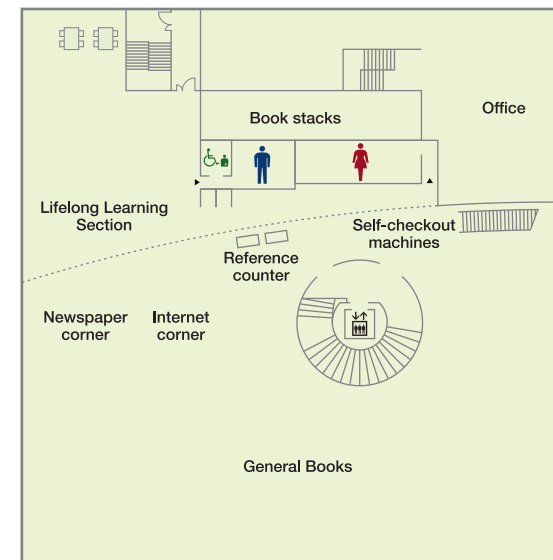 Book stacks
Office
Lifelong Learning
Section
Self-checkout
machines
Reference
counter
Newspaper
corner
Internet
corner
General Books